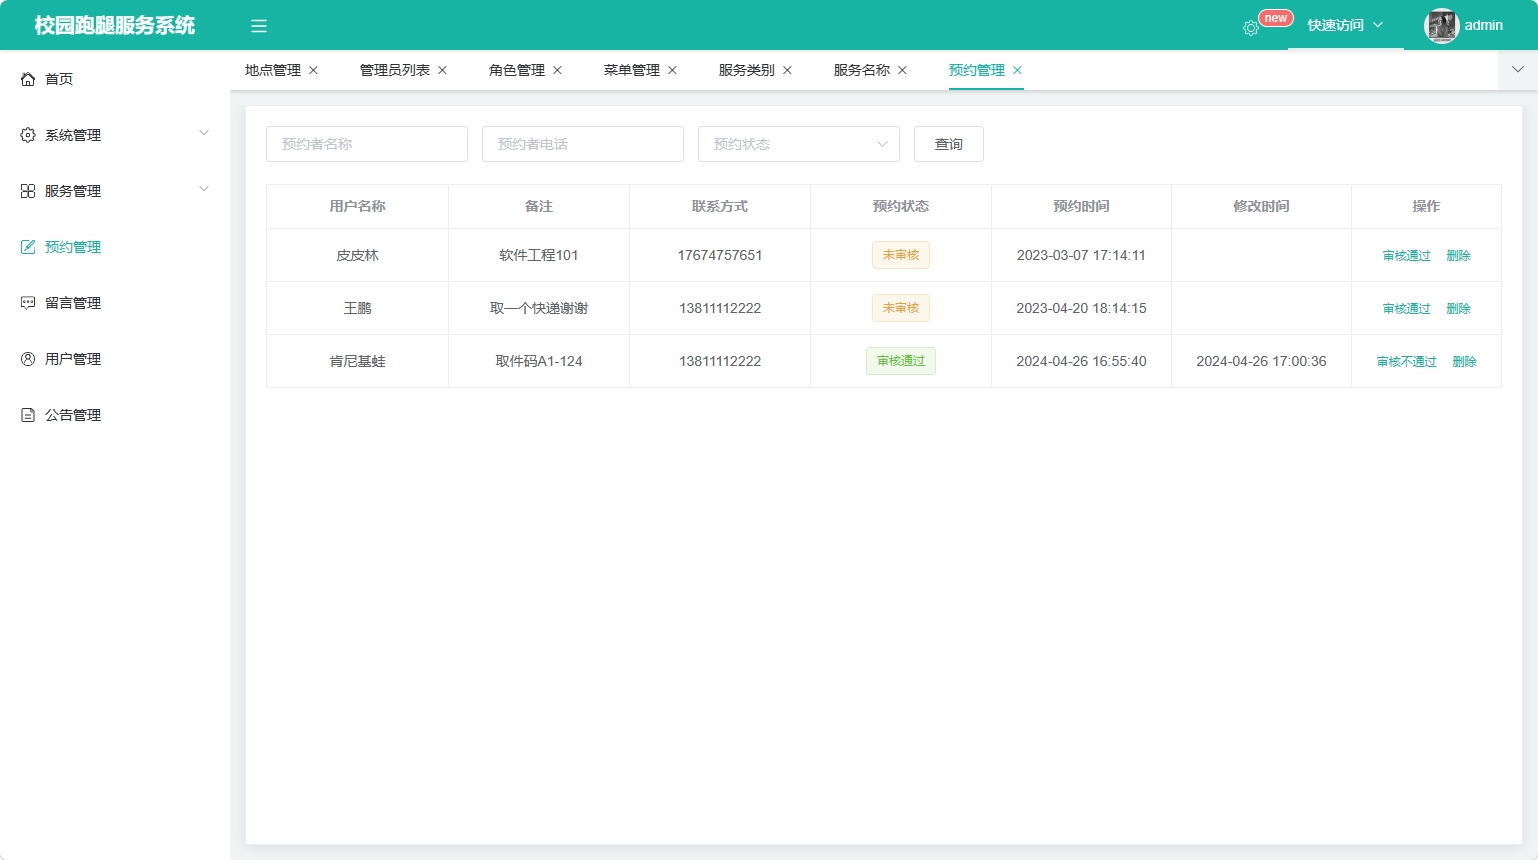 校园跑腿服务系统
new
快速访问
admin
首页
系统管理
服务管理
预约管理
留言管理
用户管理
公告管理
地点管理 管理员列表 角色管理 菜单管理 服务类别 服务名称 预约管理
预约者名称 预约者电话 预约状态 查询
用户名称 备注 联系方式 预约状态 预约时间 修改时间 操作
皮皮林 软件工程101 17674757651 未审核 2023-03-07 17:14:11 审核通过 删除
王鹏 取一个快递谢谢 13811112222 未审核 2023-04-20 18:14:15 审核通过 删除
肯尼基蛙 取件码A1-124 13811112222 审核通过 2024-04-26 16:55:40 2024-04-26 17:00:36 审核不通过 删除